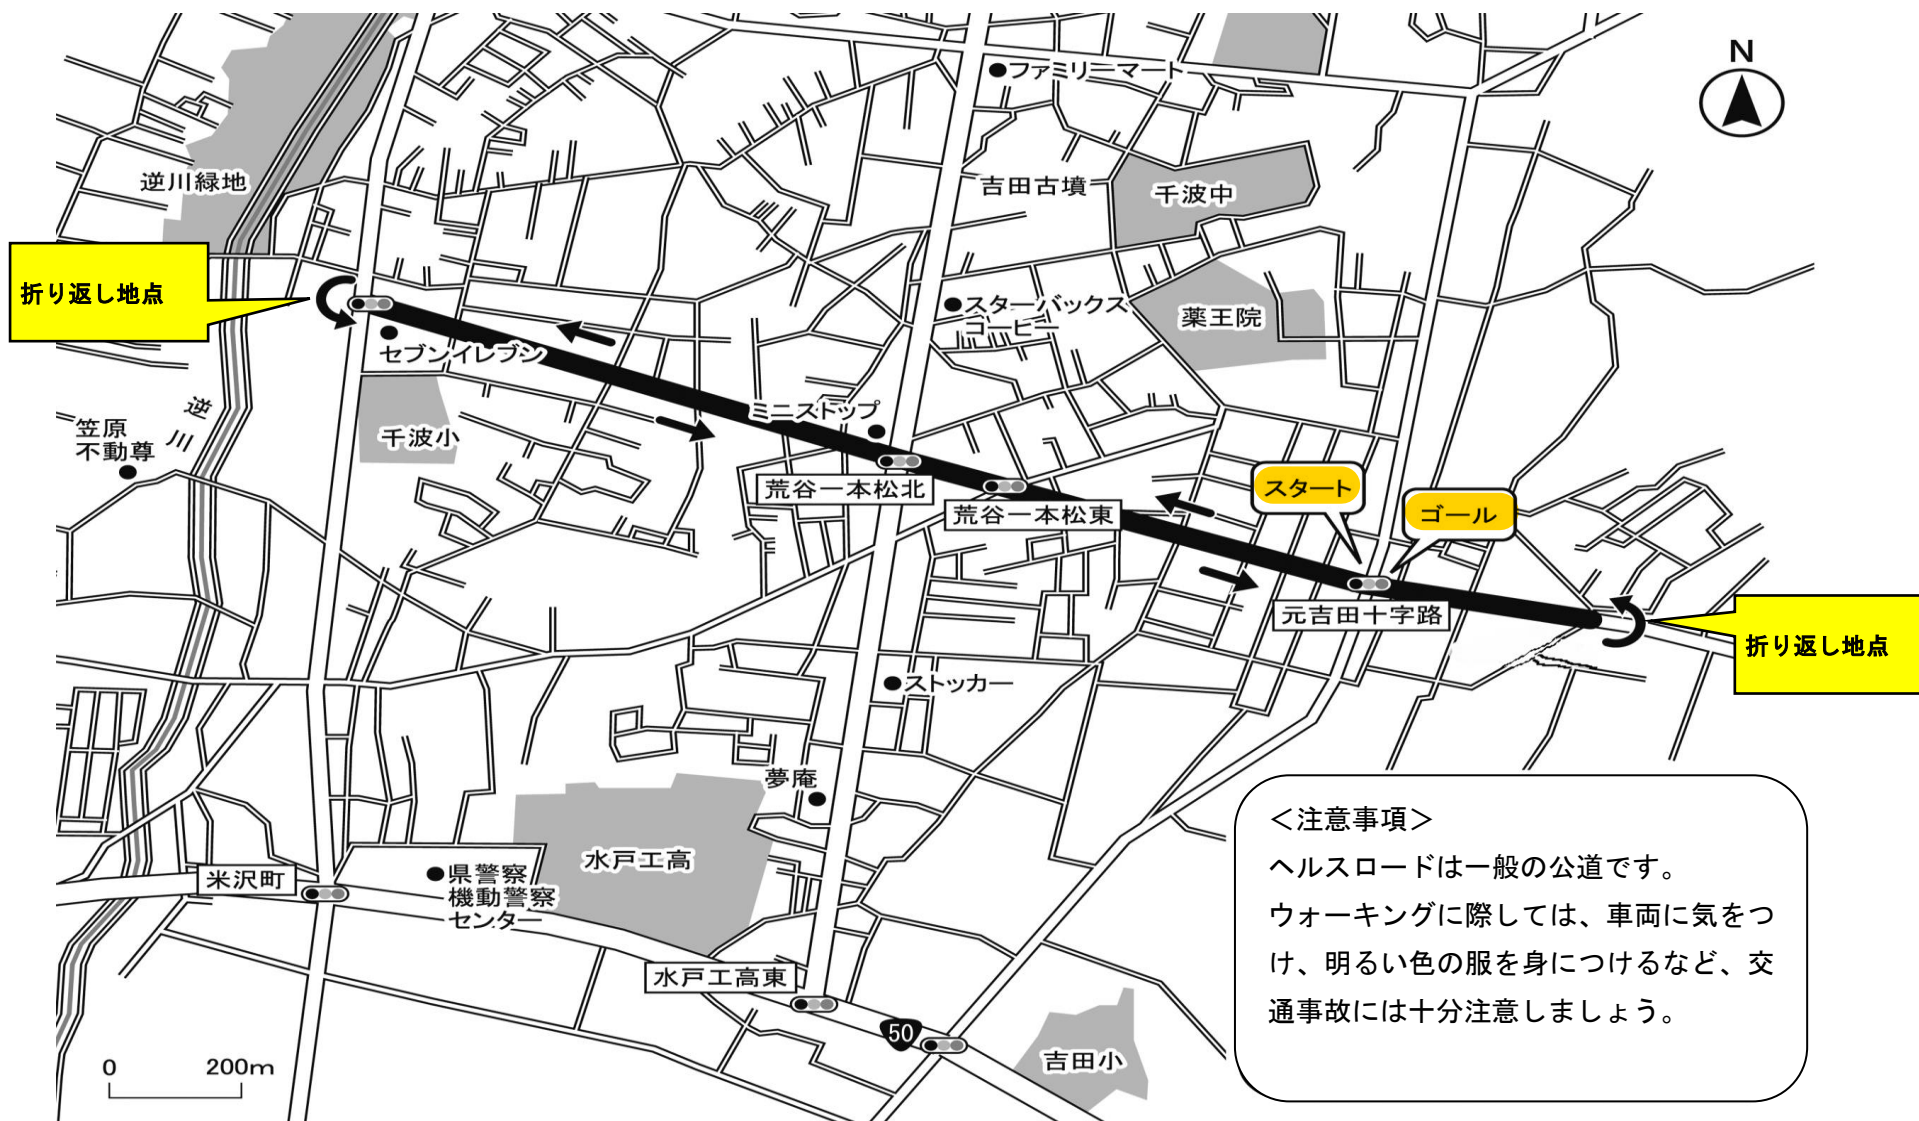 N
ファミリーマート
逆川緑地
吉田古墳
千波中
折り返し地点
スターバックス
コーヒー
薬王院
セブンイレブン
ミニストップ
逆川
笠原
不動尊
千波小
荒谷一本松北
荒谷一本松東
スタート
ゴール
元吉田十字路
折り返し地点
ストッカー
夢庵
水戸工高
米沢町
県警察
機動警察
センター
水戸工高東
50
吉田小
0 200m
<注意事項>
ヘルスロードは一般の公道です。
ウォーキングに際しては、車両に気をつ
け、明るい色の服を身につけるなど、交
通事故には十分注意しましょう。